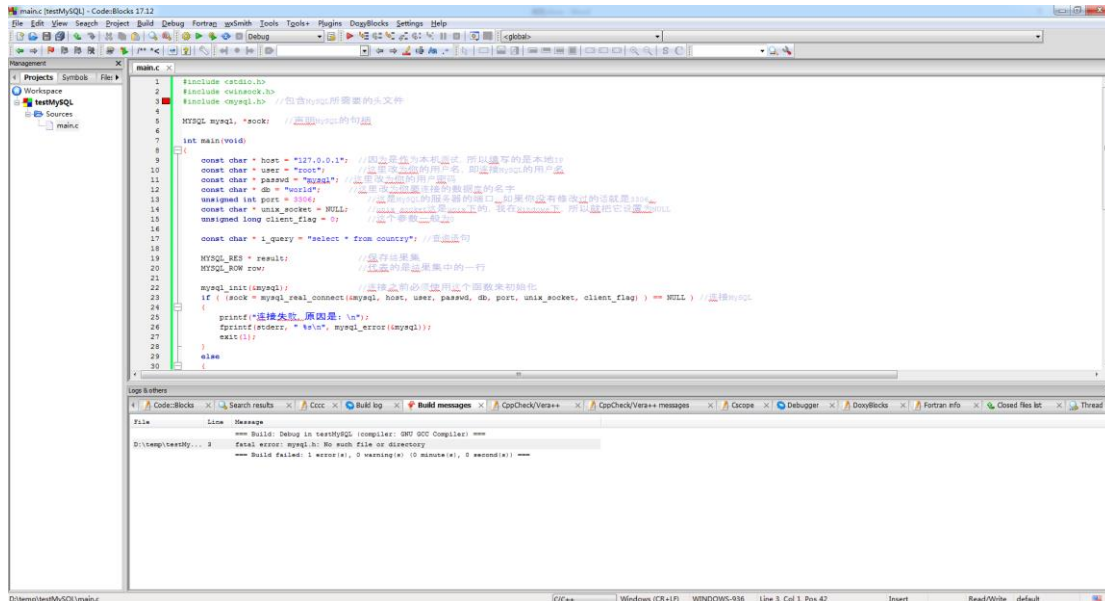 main.c [testMySQL] - Code::Blocks 17.12
File Edit View Search Project Build Debug Fortran wxSmith Tools Tools+ Plugins DoxyBlocks Settings Help
Debug
<global>
Management
Projects Symbols Files
main.c
Workspace
testMySQL
Sources
main.c
1 #include <stdio.h>
2 #include <winsock.h>
3 #include <mysql.h> //包含MySQL所需要的头文件
4
5 MYSQL mysql, *sock; //声明MySQL的句柄
6
7 int main(void)
8 {
9 const char * host = "127.0.0.1"; //因为是作为本机测试，所以填写的是本地IP
10 const char * user = "root"; //这里改为你的用户名，即连接MySQL的用户名
11 const char * passwd = "mysql"; //这里改为你的用户密码
12 const char * db = "world"; //这里改为你要连接的数据库的名字
13 unsigned int port = 3306; //这是MySQL的服务器的端口，如果你没有修改过的话就是3306。
14 const char * unix_socket = NULL; //unix_socket这是unix下的，我在Windows下，所以就把它设置为NULL
15 unsigned long client_flag = 0; //这个参数一般为0
16
17 const char * i_query = "select * from country"; //查询语句
18
19 MYSQL_RES * result; //保存结果集
20 MYSQL_ROW row; //代表的是结果集中的一行
21
22 mysql_init(&mysql); //连接之前必须使用这个函数来初始化
23 if ( (sock = mysql_real_connect(&mysql, host, user, passwd, db, port, unix_socket, client_flag) ) == NULL ) //连接MySQL
24 {
25 printf("连接失败，原因是: \n");
26 fprintf(stderr, " %s\n", mysql_error(&mysql));
27 exit(1);
28 }
29 else
30 {
Logs & others
Code::Blocks Search results Cccc Build log Build messages CppCheck/Vera++ CppCheck/Vera++ messages Cscope Debugger DoxyBlocks Fortran info Closed files list Thread
File Line Message
=== Build: Debug in testMySQL (compiler: GNU GCC Compiler) ===
D:\temp\testMy... 3 fatal error: mysql.h: No such file or directory
=== Build failed: 1 error(s), 0 warning(s) (0 minute(s), 0 second(s)) ===
D:\temp\testMySQL\main.c C/C++ Windows (CR+LF) WINDOWS-936 Line 3, Col 1, Pos 42 Insert Read/Write default